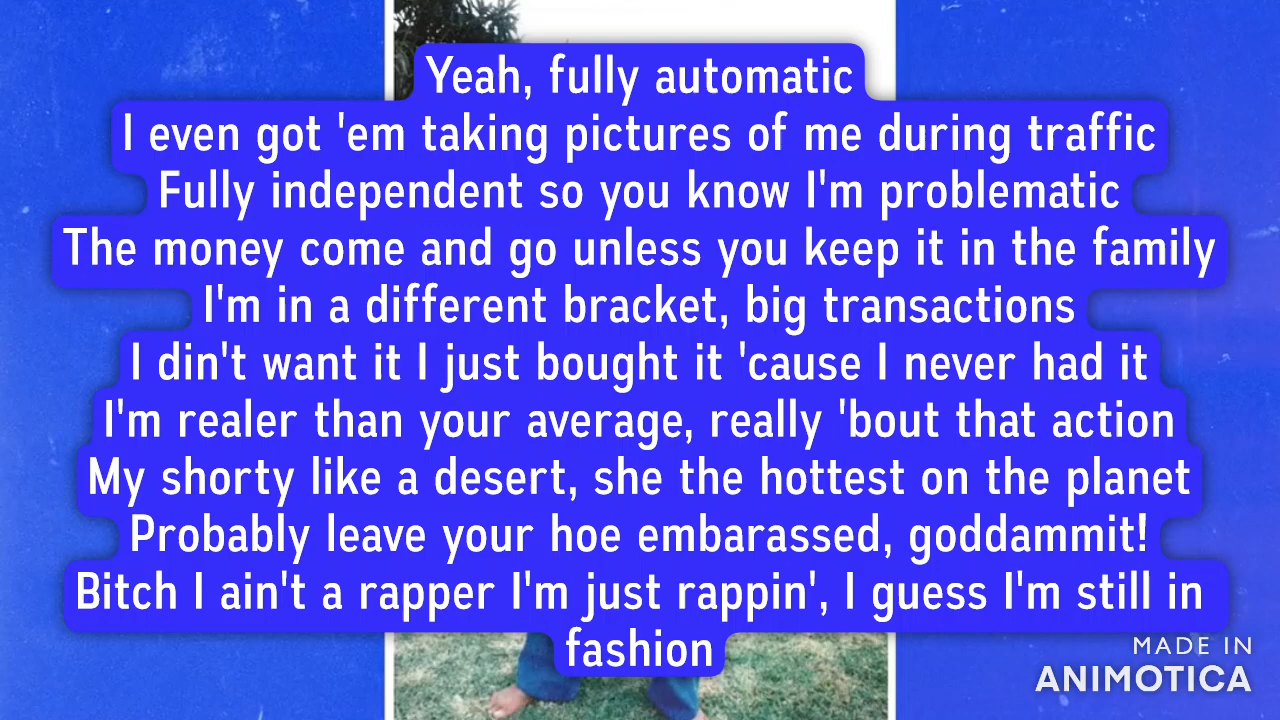 Yeah, fully automatic
I even got 'em taking pictures of me during traffic
Fully independent so you know I'm problematic
The money come and go unless you keep it in the family
I'm in a different bracket, big transactions
I din't want it I just bought it 'cause I never had it
I'm realer than your average, really 'bout that action
My shorty like a desert, she the hottest on the planet
Probably leave your hoe embarassed, goddammit!
Bitch I ain't a rapper I'm just rappin', I guess I'm still in
fashion
MADE IN
ANIMOTICA